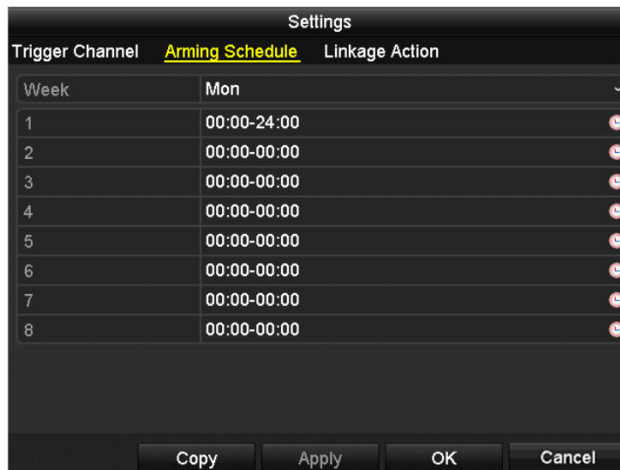 Settings
Trigger Channel Arming Schedule Linkage Action
Week Mon
1 00:00-24:00
2 00:00-00:00
3 00:00-00:00
4 00:00-00:00
5 00:00-00:00
6 00:00-00:00
7 00:00-00:00
8 00:00-00:00
Copy Apply OK Cancel